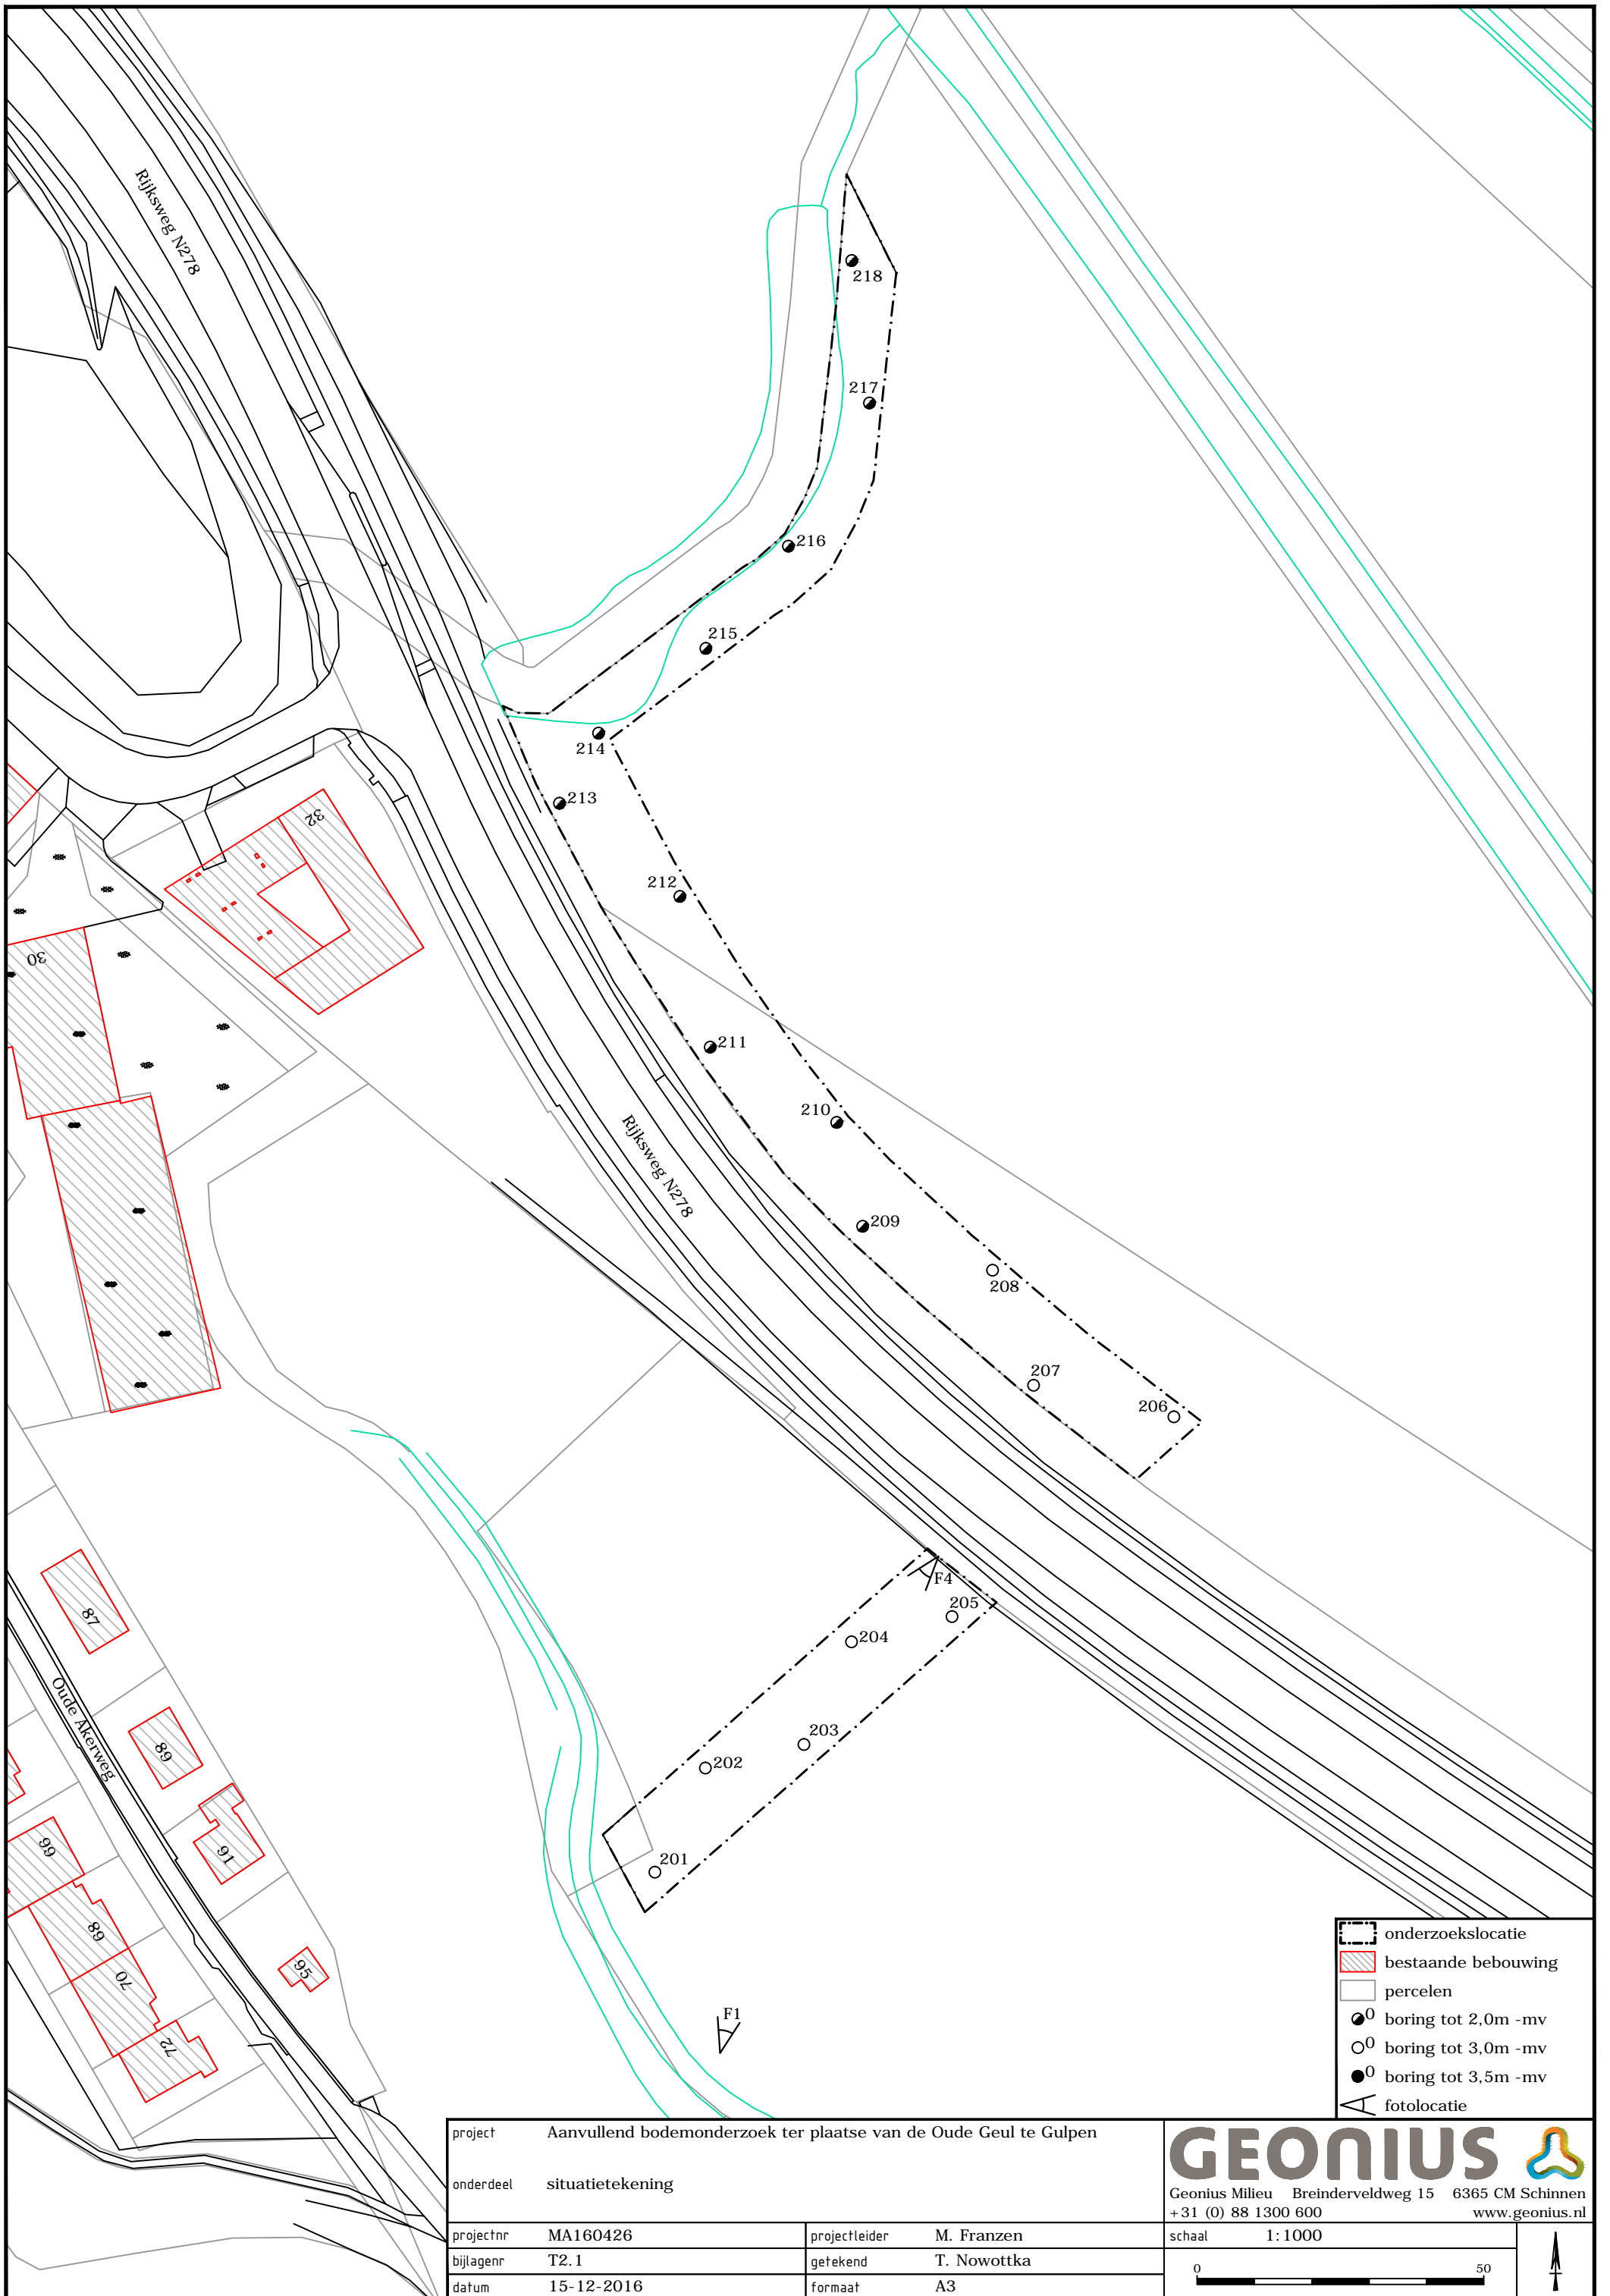 Rijksweg N278
218
217
216
215
214
213
32
212
30
211
210
Rijksweg N278
209
208
207
206
F4
205
87
204
Oude Akerweg
203
89
202
99
91
201
68
95
70
F1
72
onderzoekslocatie
bestaande bebouwing
percelen
0 boring tot 2,0m -mv
0 boring tot 3,0m -mv
0 boring tot 3,5m -mv
fotolocatie
project Aanvullend bodemonderzoek ter plaatse van de Oude Geul te Gulpen
onderdeel situatietekening
GEONIUS
Geonius Milieu Breinderveldweg 15 6365 CM Schinnen
+31 (0) 88 1300 600 www.geonius.nl
projectnr MA160426 projectleider M. Franzen schaal 1:1000
bijlagenr T2.1 getekend T. Nowottka
0 50
datum 15-12-2016 formaat A3